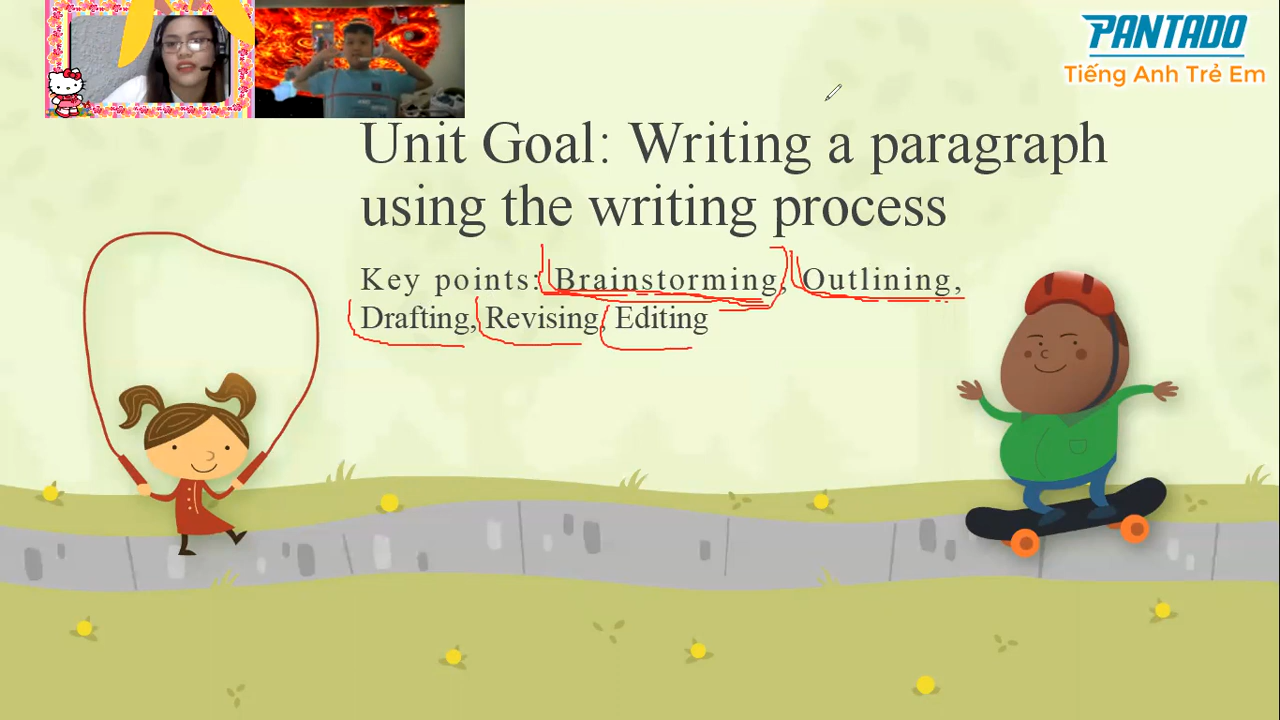 PANTADO
Tiếng Anh Trẻ Em
Unit Goal: Writing a paragraph
using the writing process
Key points: Brainstorming, Outlining,
Drafting, Revising, Editing